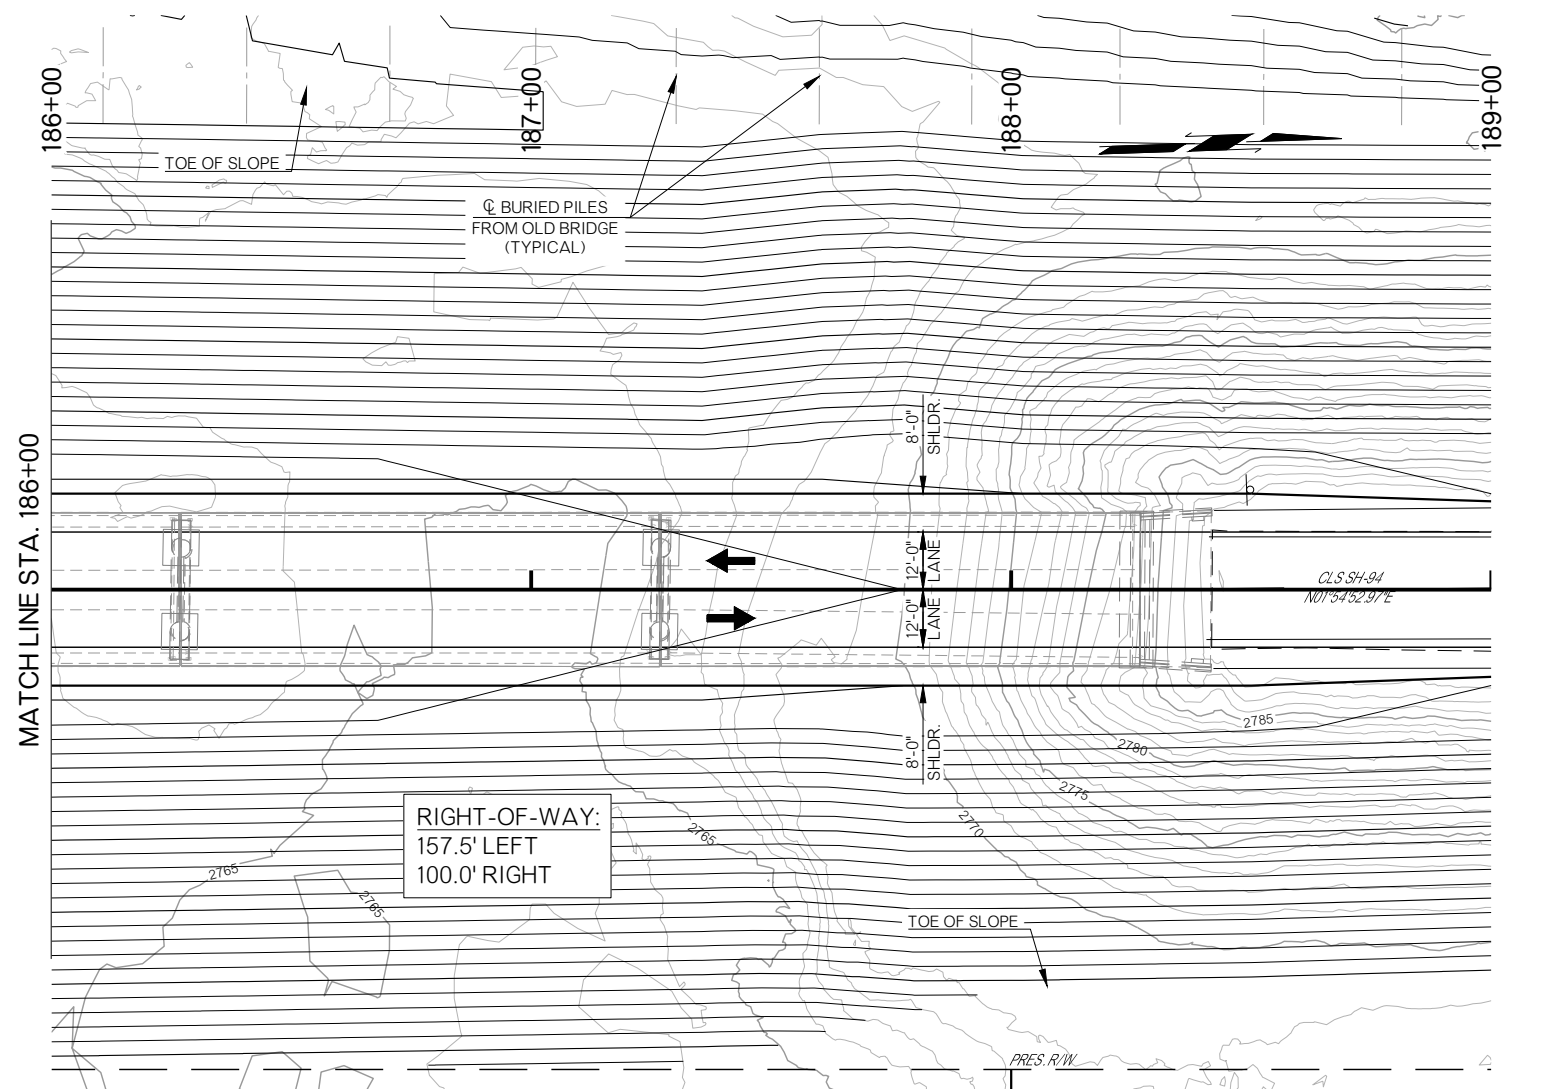 186+00
187+00
188+00
189+00
TOE OF SLOPE
℄ BURIED PILES
FROM OLD BRIDGE
(TYPICAL)
MATCH LINE STA. 186+00
8'-0"
SHLDR.
12'-0"
LANE
12'-0"
LANE
8'-0"
SHLDR.
CLS SH-94
N01°54'52.97"E
2785
2780
2775
2770
2765
2765
2765
RIGHT-OF-WAY:
157.5' LEFT
100.0' RIGHT
TOE OF SLOPE
PRES. R/W